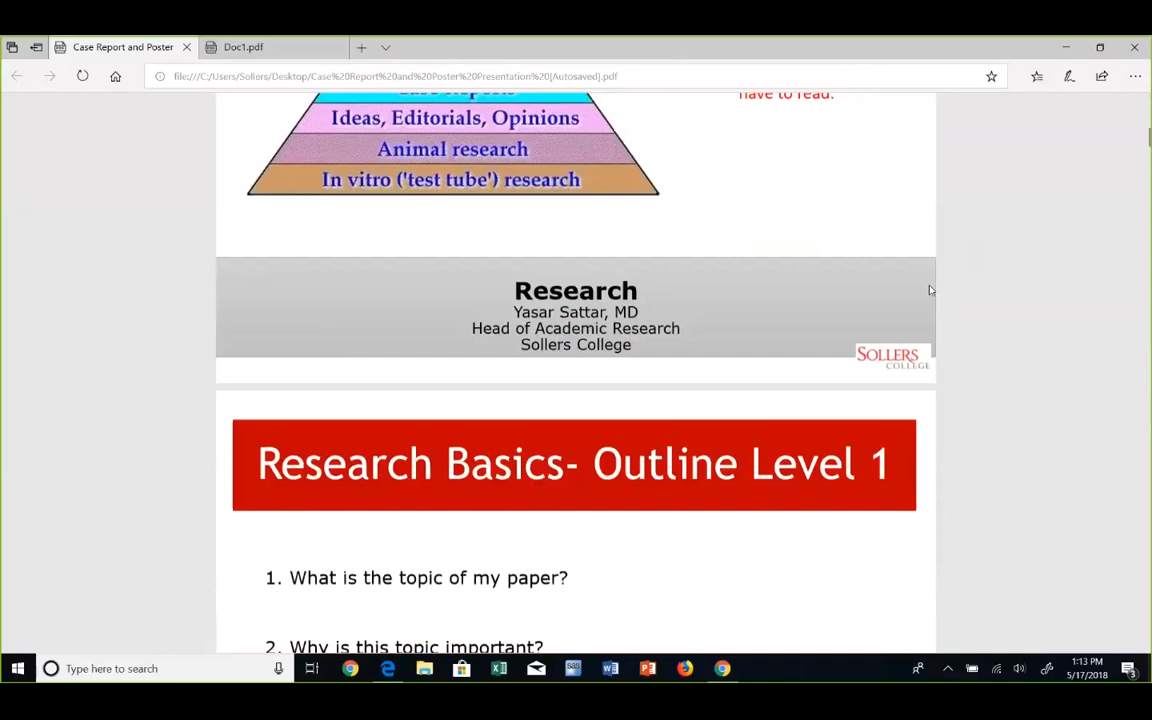 Case Report and Poster
Doc1.pdf
file:///C:/Users/Sollers/Desktop/Case%20Report%20and%20Poster%20Presentation%20[Autosaved].pdf
Case Reports
have to read.
Ideas, Editorials, Opinions
Animal research
In vitro ('test tube') research
Research
Yasar Sattar, MD
Head of Academic Research
Sollers College
SOLLERS
COLLEGE
Research Basics- Outline Level 1
1. What is the topic of my paper?
2. Why is this topic important?
Type here to search
1:13 PM
5/17/2018